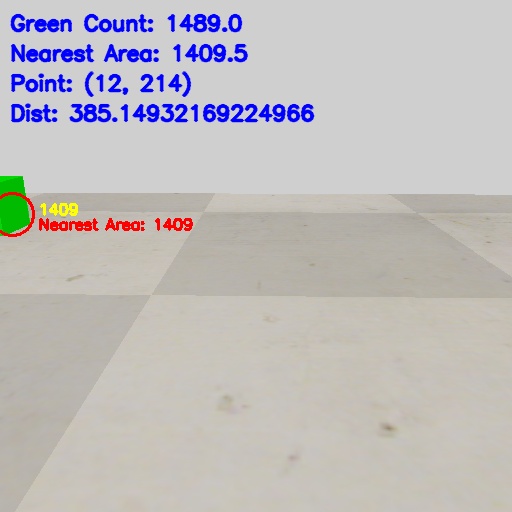 Green Count: 1489.0
Nearest Area: 1409.5
Point: (12, 214)
Dist: 385.14932169224966
1409
Nearest Area: 1409